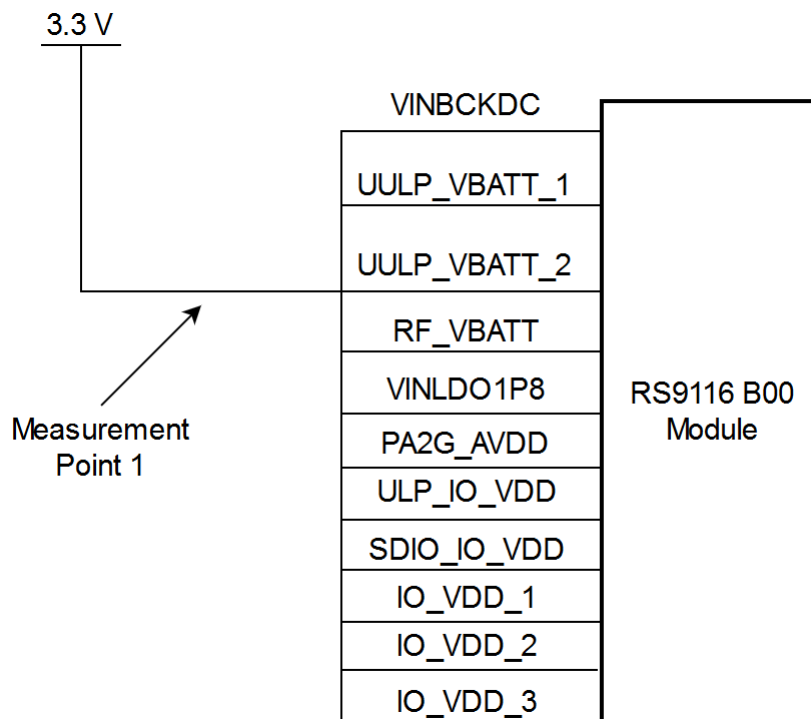 3.3 V
VINBCKDC
UULP_VBATT_1
UULP_VBATT_2
RF_VBATT
VINLDO1P8
PA2G_AVDD
ULP_IO_VDD
SDIO_IO_VDD
IO_VDD_1
IO_VDD_2
IO_VDD_3
Measurement
Point 1
RS9116 B00
Module